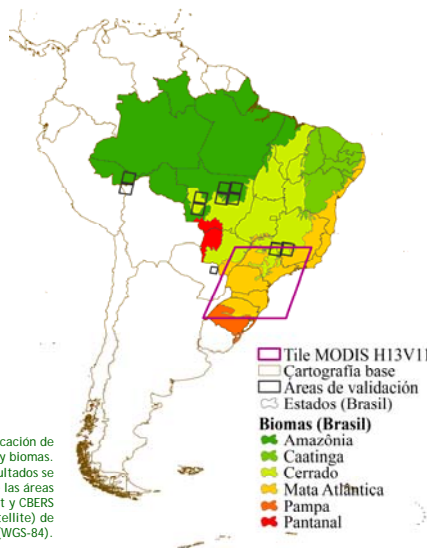 Tile MODIS H13V11
Cartografía base
Áreas de validación
Estados (Brasil)
Biomas (Brasil)
Amazônia
Caatinga
Cerrado
Mata Atlântica
Pampa
Pantanal
cación de
y biomas.
ultados se
las áreas
t y CBERS
tellite) de
(WGS-84).